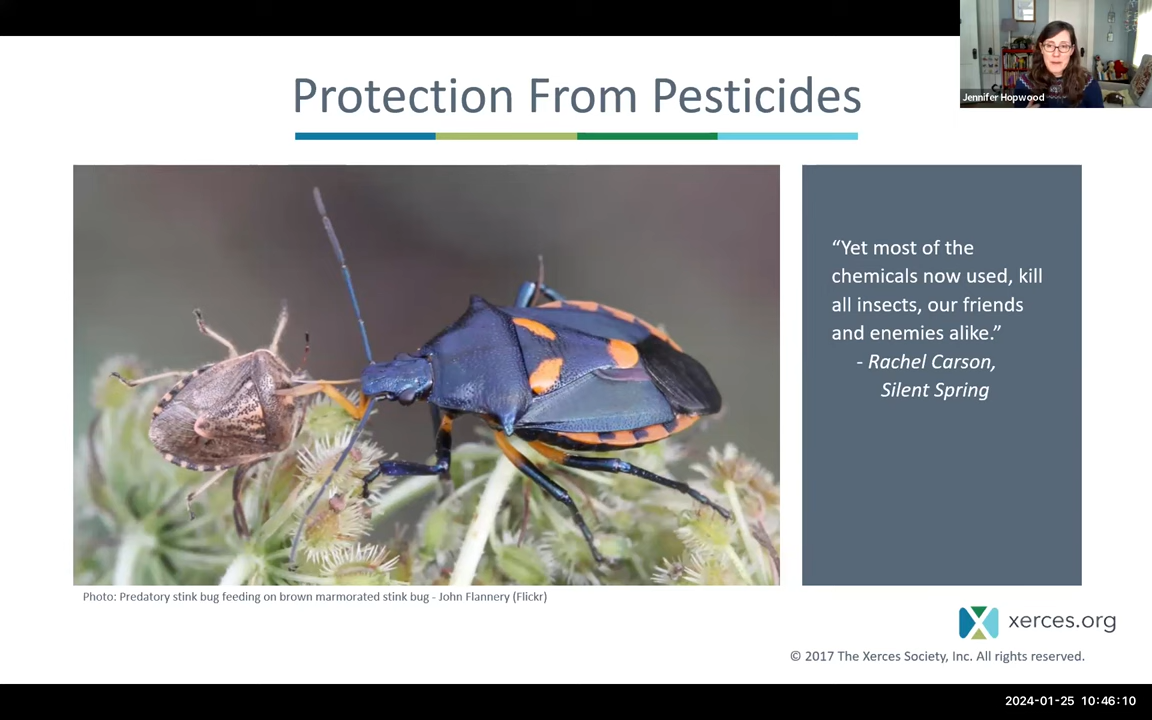 Protection From Pesticides
Jennifer Hopwood
“Yet most of the
chemicals now used, kill
all insects, our friends
and enemies alike.”
- Rachel Carson,
Silent Spring
Photo: Predatory stink bug feeding on brown marmorated stink bug - John Flannery (Flickr)
xerces.org
© 2017 The Xerces Society, Inc. All rights reserved.
2024-01-25 10:46:10